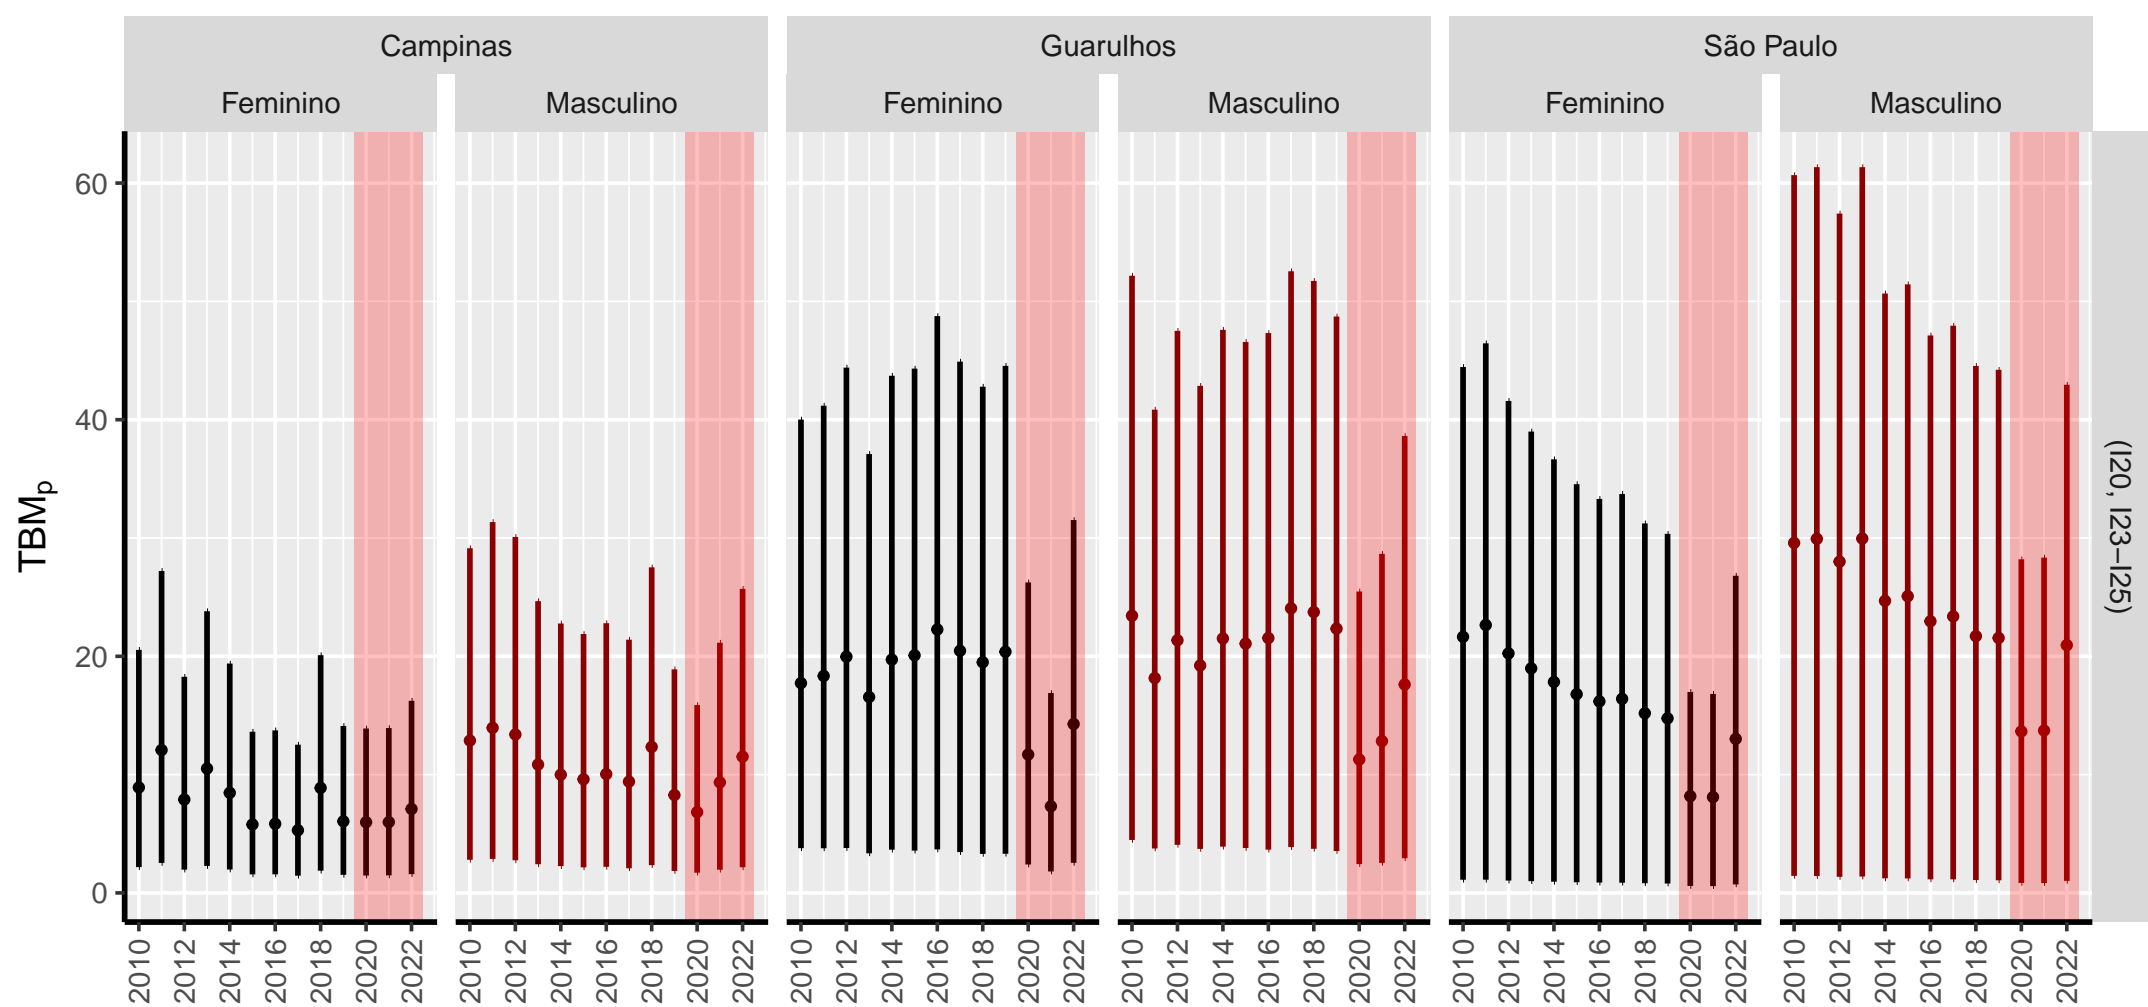 Campinas Guarulhos São Paulo
Feminino Masculino Feminino Masculino Feminino Masculino
60
40
20
0
TBMp
(I20, I23–I25)
2010 2012 2014 2016 2018 2020 2022 2010 2012 2014 2016 2018 2020 2022 2010 2012 2014 2016 2018 2020 2022 2010 2012 2014 2016 2018 2020 2022 2010 2012 2014 2016 2018 2020 2022 2010 2012 2014 2016 2018 2020 2022